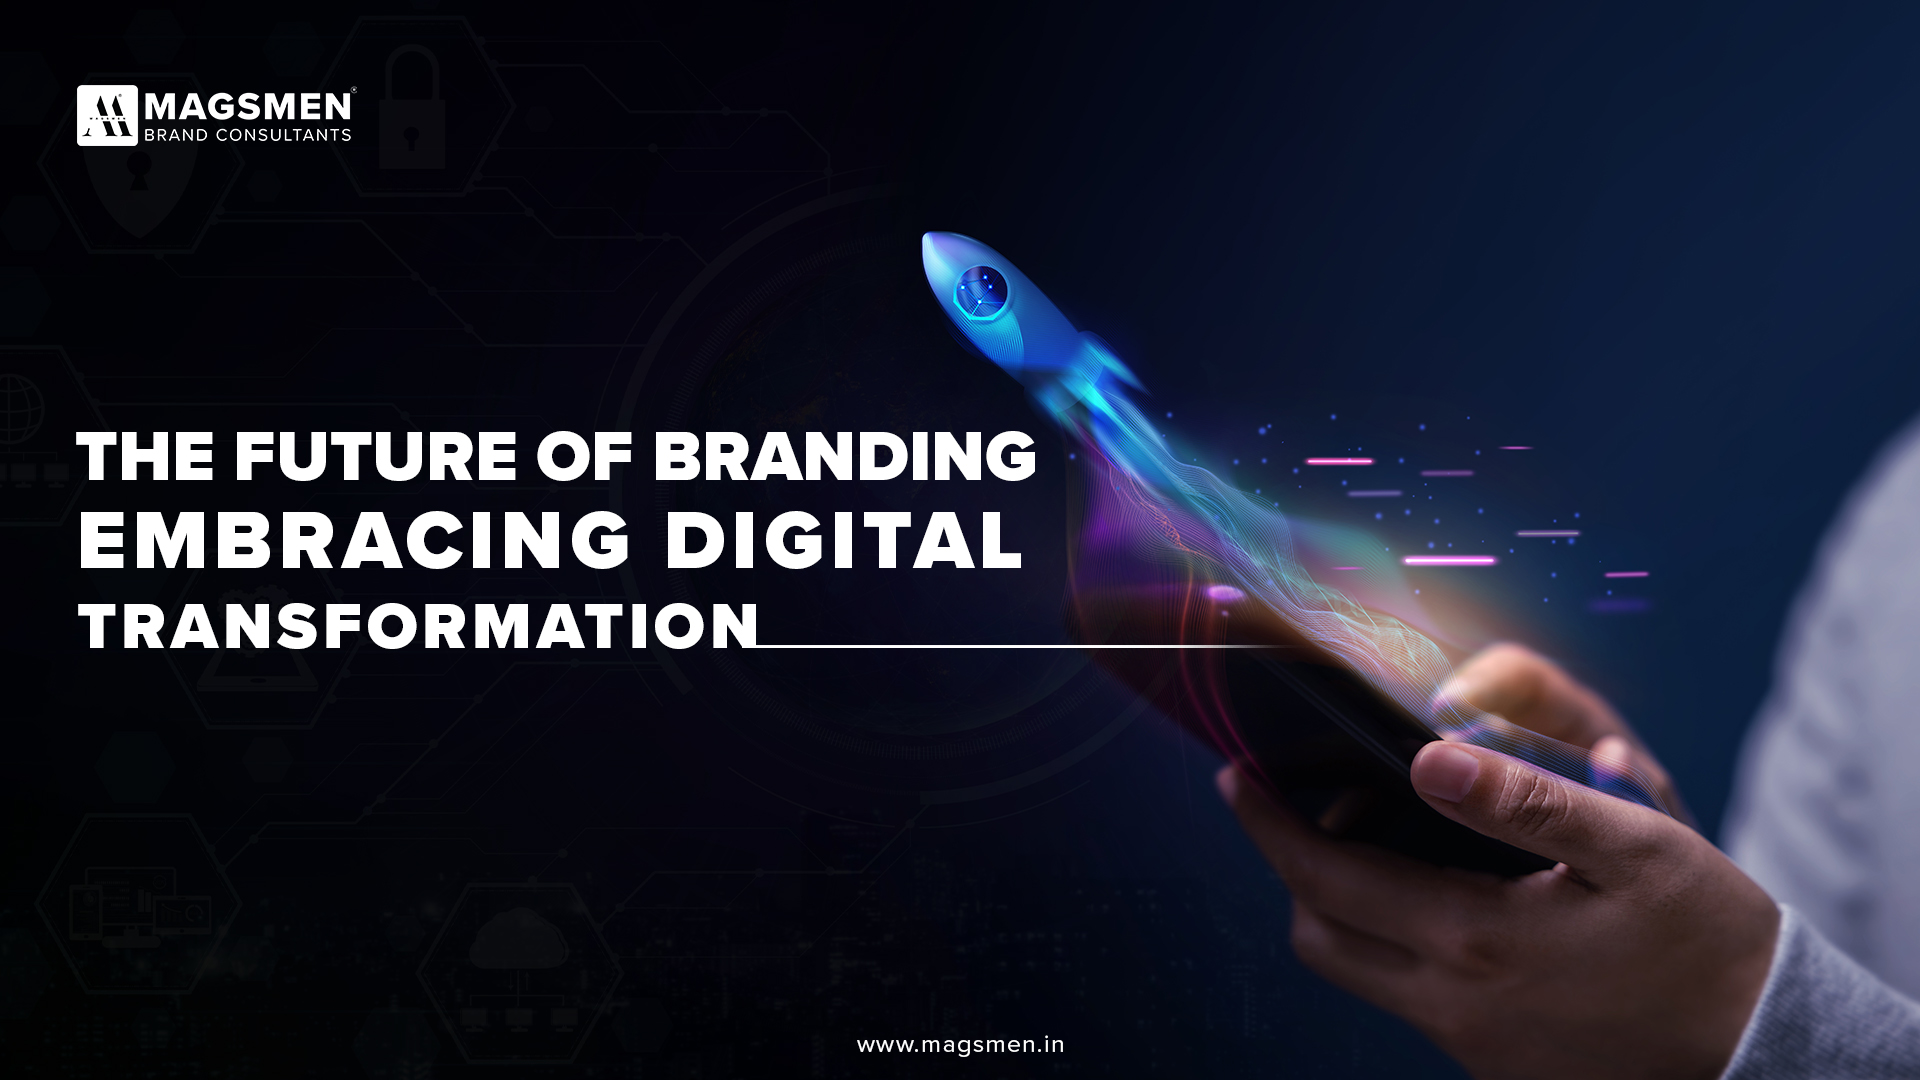 MAGSMEN
BRAND CONSULTANTS
THE FUTURE OF BRANDING
EMBRACING DIGITAL
TRANSFORMATION
www.magsmen.in